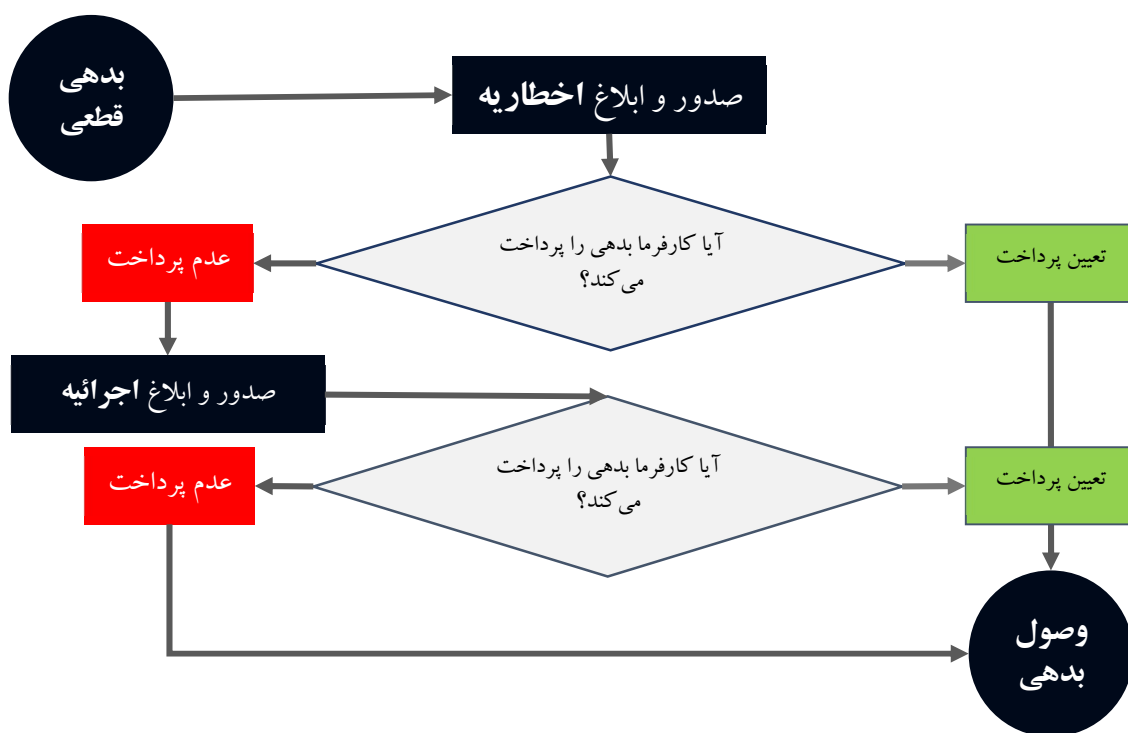 بدهی
قطعی
صدور و ابلاغ اخطاریه
آیا کارفرما بدهی را پرداخت
می‌کند؟
عدم پرداخت
تعیین پرداخت
صدور و ابلاغ اجرائیه
آیا کارفرما بدهی را پرداخت
می‌کند؟
عدم پرداخت
تعیین پرداخت
وصول
بدهی